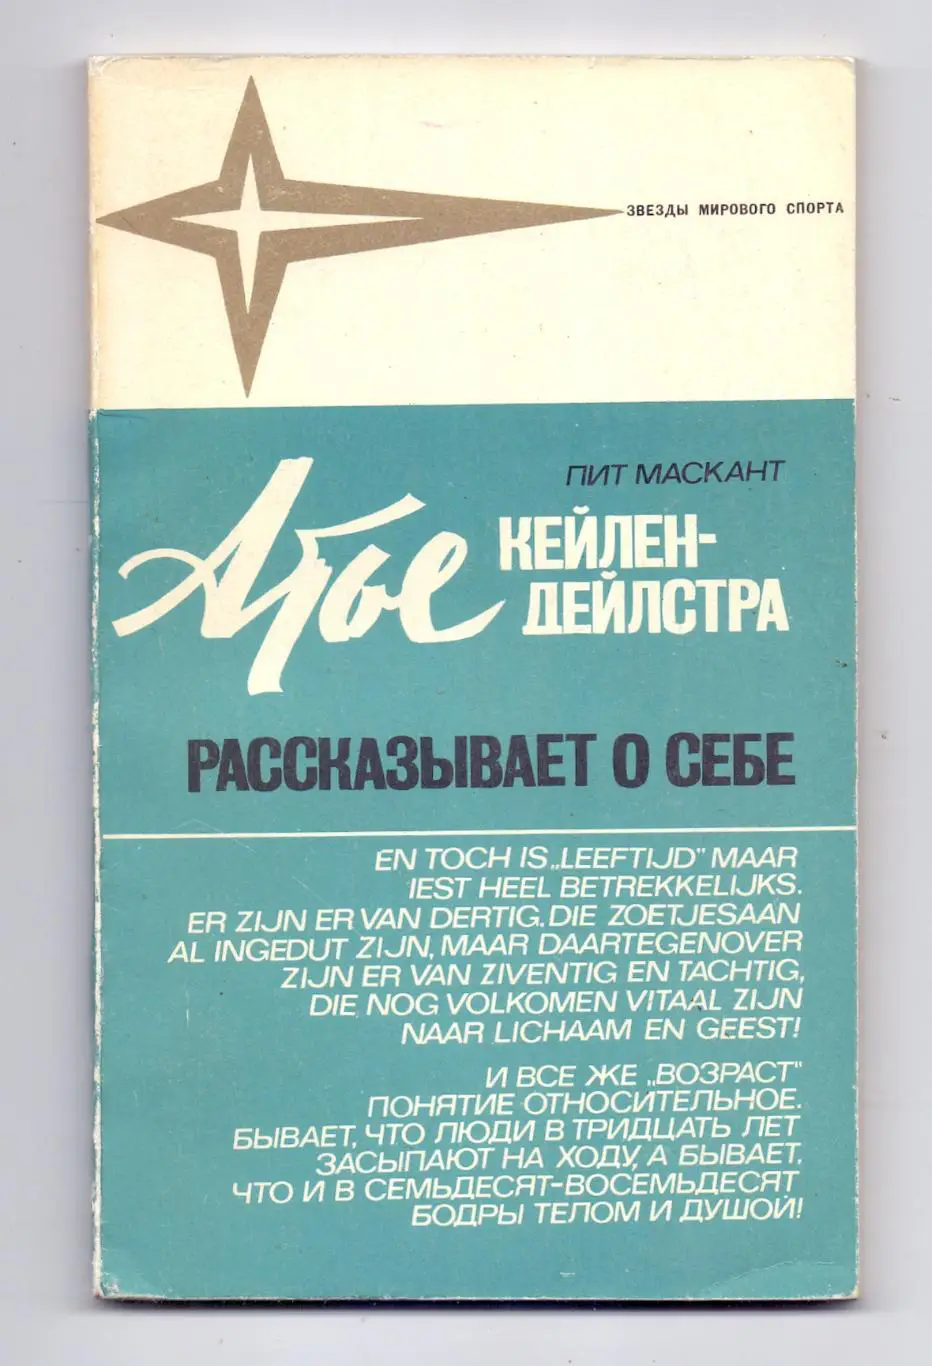 ЗВЕЗДЫ МИРОВОГО СПОРТА
ПИТ МАСКАНТ
Атье КЕЙЛЕН-
ДЕЙЛСТРА
РАССКАЗЫВАЕТ О СЕБЕ
EN TOCH IS „LEEFTIJD” MAAR
IEST HEEL BETREKKELIJKS.
ER ZIJN ER VAN DERTIG, DIE ZOETJESAAN
AL INGEDUT ZIJN, MAAR DAARTEGENOVER
ZIJN ER VAN ZIVENTIG EN TACHTIG,
DIE NOG VOLKOMEN VITAAL ZIJN
NAAR LICHAAM EN GEEST!
И ВСЕ ЖЕ „ВОЗРАСТ”
ПОНЯТИЕ ОТНОСИТЕЛЬНОЕ.
БЫВАЕТ, ЧТО ЛЮДИ В ТРИДЦАТЬ ЛЕТ
ЗАСЫПАЮТ НА ХОДУ, А БЫВАЕТ,
ЧТО И В СЕМЬДЕСЯТ-ВОСЕМЬДЕСЯТ
БОДРЫ ТЕЛОМ И ДУШОЙ!